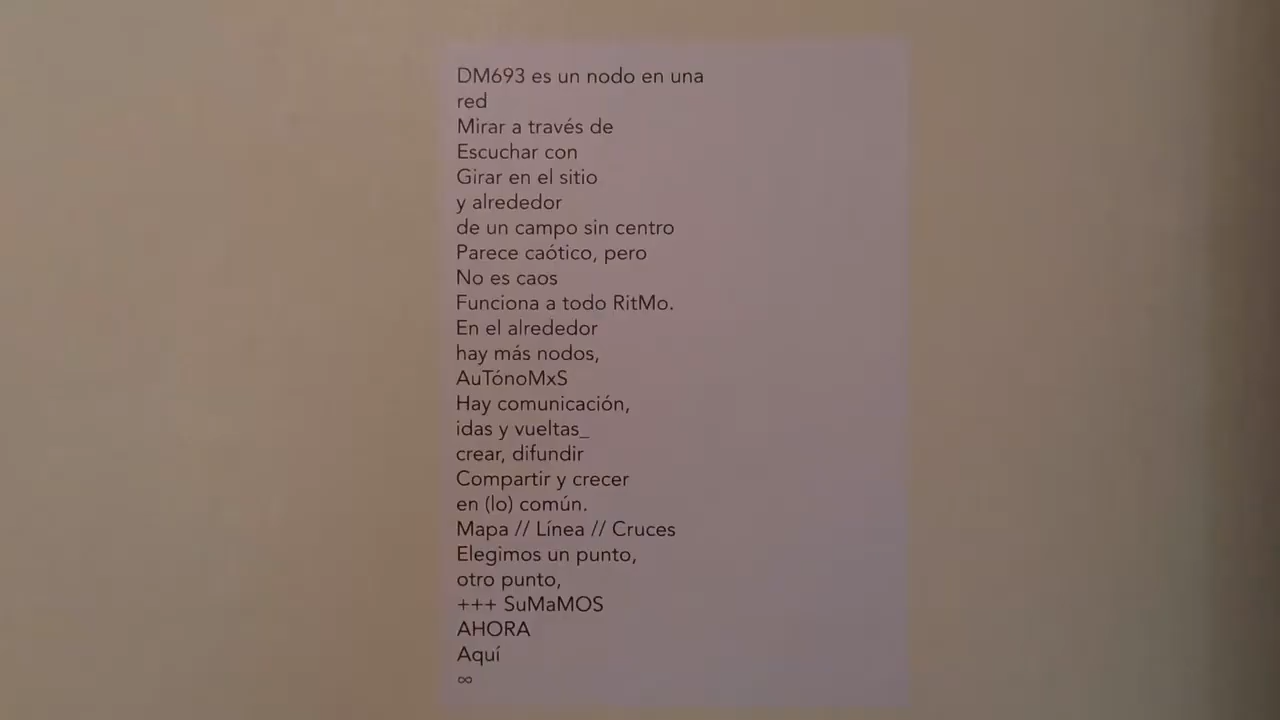 DM693 es un nodo en una
red
Mirar a través de
Escuchar con
Girar en el sitio
y alrededor
de un campo sin centro
Parece caótico, pero
No es caos
Funciona a todo RitMo.
En el alrededor
hay más nodos,
AuTónoMxS
Hay comunicación,
idas y vueltas_
crear, difundir
Compartir y crecer
en (lo) común.
Mapa // Línea // Cruces
Elegimos un punto,
otro punto,
+++ SuMaMOS
AHORA
Aquí
∞